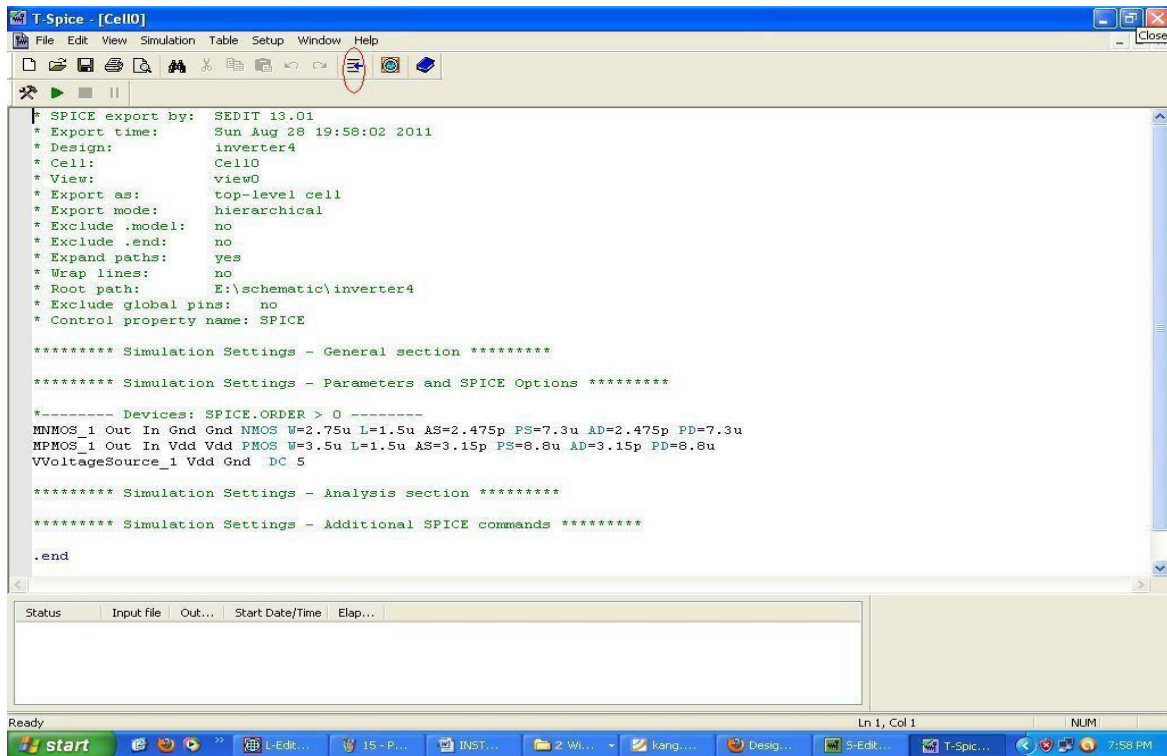 T-Spice - [Cell0]
Close
File Edit View Simulation Table Setup Window Help
* SPICE export by: SEDIT 13.01
* Export time: Sun Aug 28 19:58:02 2011
* Design: inverter4
* Cell: Cell0
* View: view0
* Export as: top-level cell
* Export mode: hierarchical
* Exclude .model: no
* Exclude .end: no
* Expand paths: yes
* Wrap lines: no
* Root path: E:\schematic\inverter4
* Exclude global pins: no
* Control property name: SPICE
********* Simulation Settings - General section *********
********* Simulation Settings - Parameters and SPICE Options *********
*-------- Devices: SPICE.ORDER > 0 --------
MNMOS_1 Out In Gnd Gnd NMOS W=2.75u L=1.5u AS=2.475p PS=7.3u AD=2.475p PD=7.3u
MPMOS_1 Out In Vdd Vdd PMOS W=3.5u L=1.5u AS=3.15p PS=8.8u AD=3.15p PD=8.8u
VVoltageSource_1 Vdd Gnd DC 5
********* Simulation Settings - Analysis section *********
********* Simulation Settings - Additional SPICE commands *********
.end
Status Input file Out... Start Date/Time Elap...
Ready Ln 1, Col 1 NUM
start L-Edit... 15 - P... INST... 2 Wi... kang.... Desig... S-Edit... T-Spic... 7:58 PM